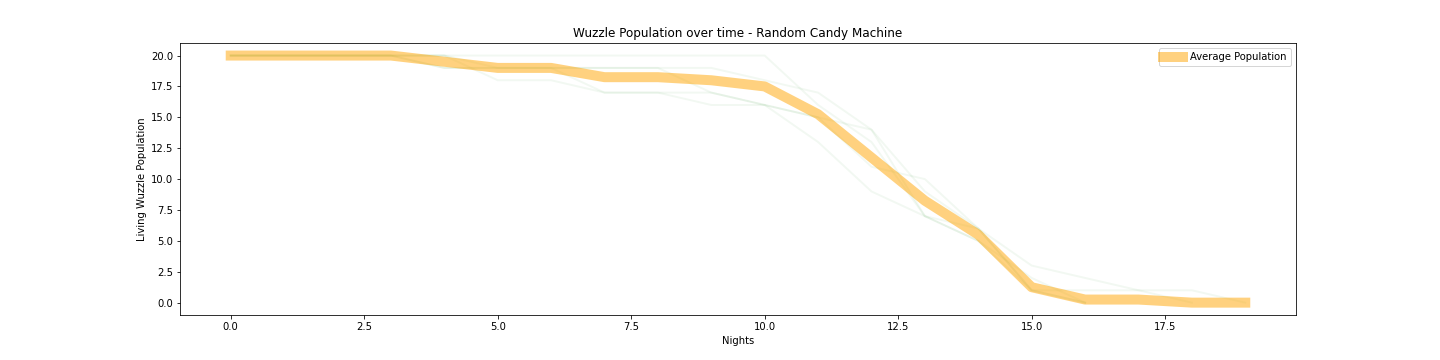 Wuzzle Population over time - Random Candy Machine
Average Population
Living Wuzzle Population
20.0
17.5
15.0
12.5
10.0
7.5
5.0
2.5
0.0
0.0 2.5 5.0 7.5 10.0 12.5 15.0 17.5
Nights